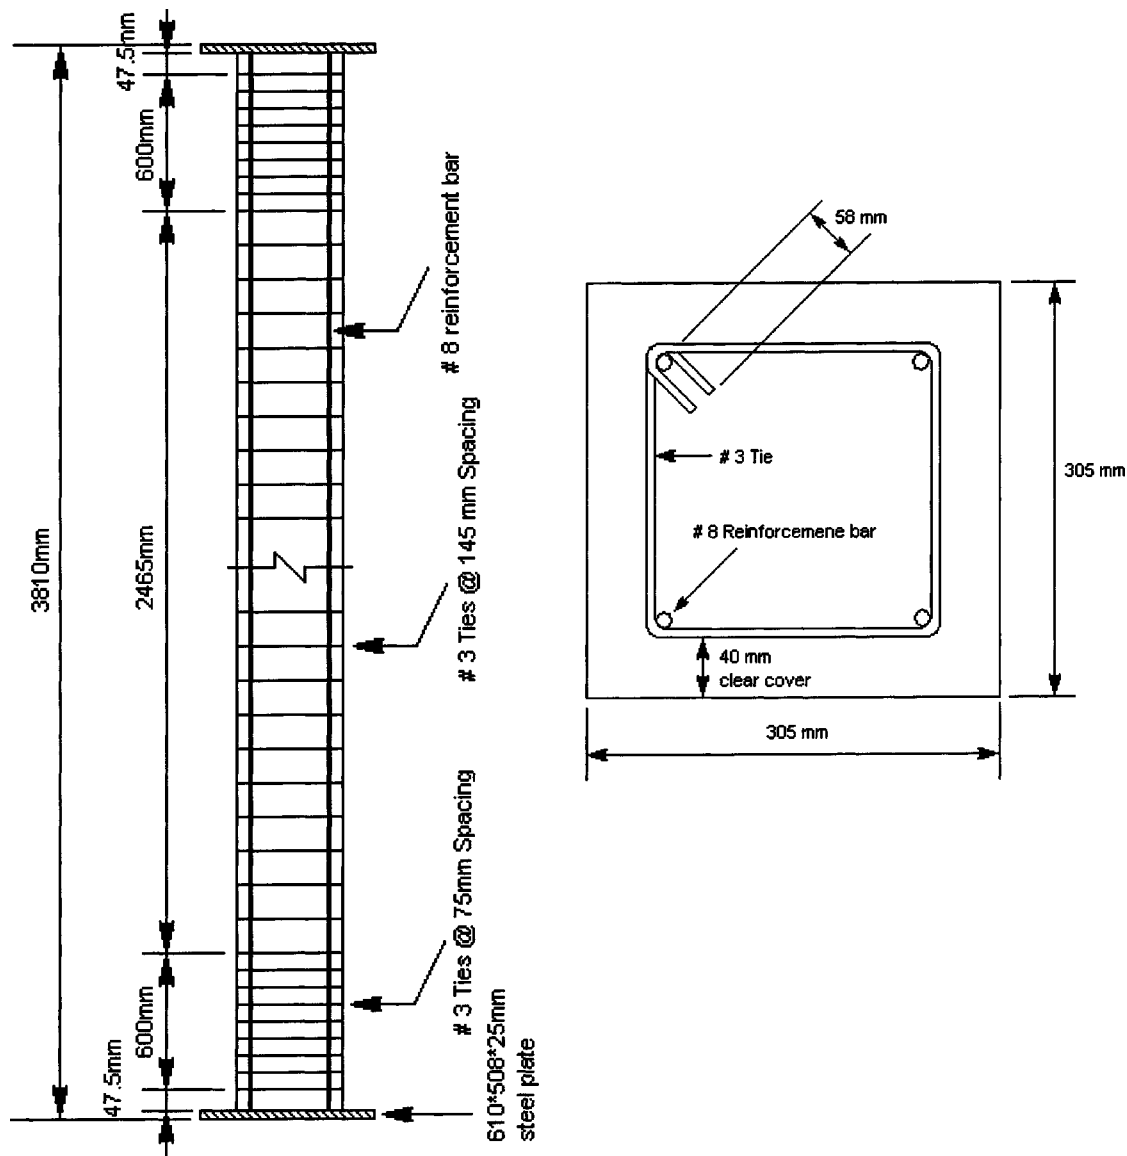 47.5mm
600mm
3810mm
2465mm
600mm
47.5mm
# 8 reinforcement bar
# 3 Ties @ 145 mm Spacing
# 3 Ties @ 75mm Spacing
610*508*25mm
steel plate
58 mm
# 3 Tie
# 8 Reinforcemene bar
305 mm
40 mm
clear cover
305 mm